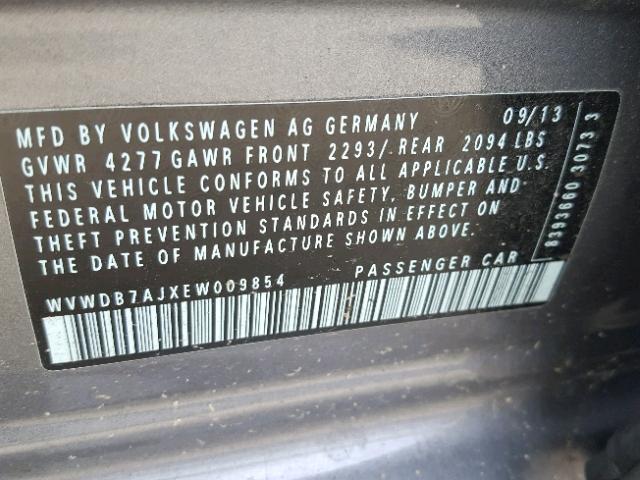 MFD BY VOLKSWAGEN AG GERMANY 09/13
GVWR 4277 GAWR FRONT 2293/ REAR 2094 LBS
THIS VEHICLE CONFORMS TO ALL APPLICABLE U.S.
FEDERAL MOTOR VEHICLE SAFETY, BUMPER AND
THEFT PREVENTION STANDARDS IN EFFECT ON
THE DATE OF MANUFACTURE SHOWN ABOVE.
WVWDB7AJXEW009854 PASSENGER CAR
8393660 3073 3